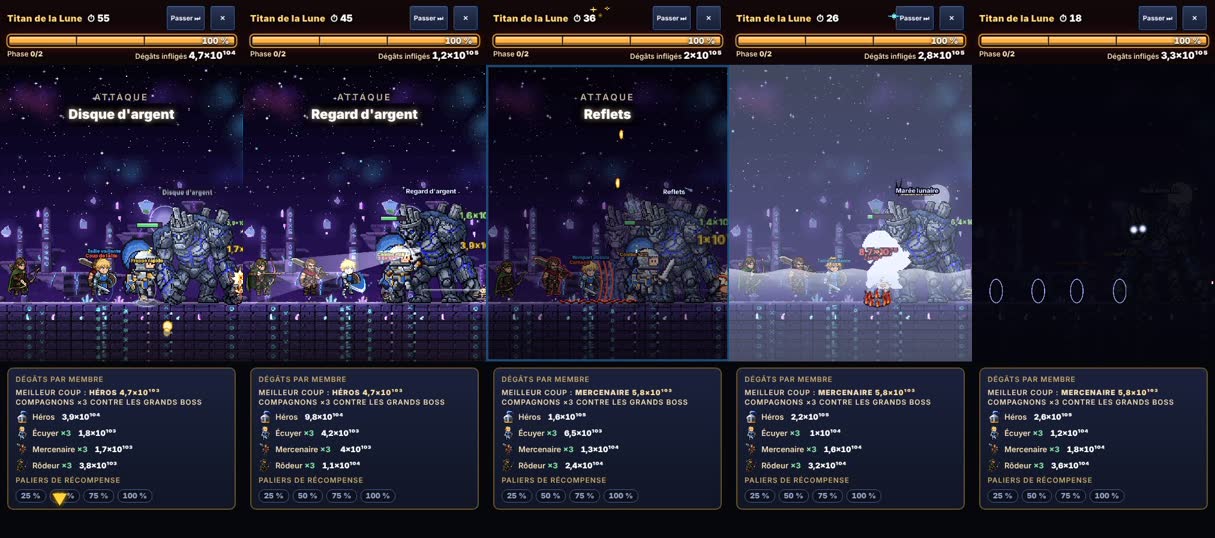 Titan de la Lune ⏱ 55
Passer ⏭
×
100 %
Phase 0/2
Dégâts infligés 4,7×10¹⁰⁴
ATTAQUE
Disque d'argent
Disque d'argent
DÉGÂTS PAR MEMBRE
MEILLEUR COUP : HÉROS 4,7×10¹⁰³
COMPAGNONS ×3 CONTRE LES GRANDS BOSS
Héros 3,9×10¹⁰⁴
Écuyer ×3 1,8×10¹⁰³
Mercenaire ×3 1,7×10¹⁰³
Rôdeur ×3 3,8×10¹⁰³
PALIERS DE RÉCOMPENSE
25 % 75 % 100 %
Titan de la Lune ⏱ 45
Passer ⏭
×
100 %
Phase 0/2
Dégâts infligés 1,2×10¹⁰⁵
ATTAQUE
Regard d'argent
Regard d'argent
DÉGÂTS PAR MEMBRE
MEILLEUR COUP : HÉROS 4,7×10¹⁰³
COMPAGNONS ×3 CONTRE LES GRANDS BOSS
Héros 9,8×10¹⁰⁴
Écuyer ×3 4,2×10¹⁰³
Mercenaire ×3 4×10¹⁰³
Rôdeur ×3 1,1×10¹⁰⁴
PALIERS DE RÉCOMPENSE
25 % 50 % 75 % 100 %
Titan de la Lune ⏱ 36
Passer ⏭
×
100 %
Phase 0/2
Dégâts infligés 2×10¹⁰⁵
ATTAQUE
Reflets
Reflets
DÉGÂTS PAR MEMBRE
MEILLEUR COUP : MERCENAIRE 5,8×10¹⁰³
COMPAGNONS ×3 CONTRE LES GRANDS BOSS
Héros 1,6×10¹⁰⁵
Écuyer ×3 6,5×10¹⁰³
Mercenaire ×3 1,3×10¹⁰⁴
Rôdeur ×3 2,4×10¹⁰⁴
PALIERS DE RÉCOMPENSE
25 % 50 % 75 % 100 %
Titan de la Lune ⏱ 26
Passer ⏭
×
100 %
Phase 0/2
Dégâts infligés 2,8×10¹⁰⁵
Marée lunaire
DÉGÂTS PAR MEMBRE
MEILLEUR COUP : MERCENAIRE 5,8×10¹⁰³
COMPAGNONS ×3 CONTRE LES GRANDS BOSS
Héros 2,2×10¹⁰⁵
Écuyer ×3 1×10¹⁰⁴
Mercenaire ×3 1,6×10¹⁰⁴
Rôdeur ×3 3,2×10¹⁰⁴
PALIERS DE RÉCOMPENSE
25 % 50 % 75 % 100 %
Titan de la Lune ⏱ 18
Passer ⏭
×
100 %
Phase 0/2
Dégâts infligés 3,3×10¹⁰⁵
DÉGÂTS PAR MEMBRE
MEILLEUR COUP : MERCENAIRE 5,8×10¹⁰³
COMPAGNONS ×3 CONTRE LES GRANDS BOSS
Héros 2,6×10¹⁰⁵
Écuyer ×3 1,2×10¹⁰⁴
Mercenaire ×3 1,8×10¹⁰⁴
Rôdeur ×3 3,6×10¹⁰⁴
PALIERS DE RÉCOMPENSE
25 % 50 % 75 % 100 %